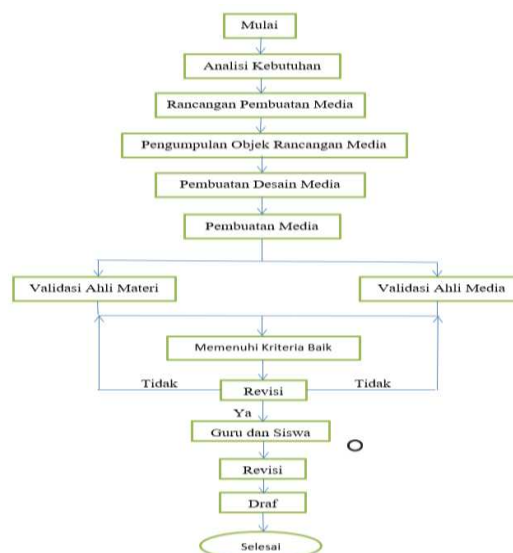 Mulai
Analisi Kebutuhan
Rancangan Pembuatan Media
Pengumpulan Objek Rancangan Media
Pembuatan Desain Media
Pembuatan Media
Validasi Ahli Materi
Validasi Ahli Media
Memenuhi Kriteria Baik
Tidak
Revisi
Tidak
Ya
Guru dan Siswa
Revisi
Draf
Selesai